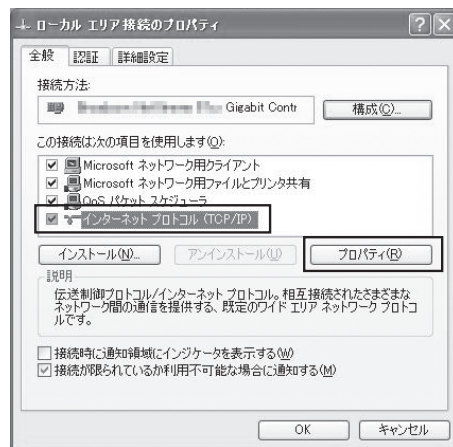 ローカル エリア接続のプロパティ
全般 認証 詳細設定
接続方法:
Gigabit Contr 構成(C)...
この接続は次の項目を使用します(O):
Microsoft ネットワーク用クライアント
Microsoft ネットワーク用ファイルとプリンタ共有
QoS パケット スケジューラ
インターネット プロトコル (TCP/IP)
インストール(N)... アンインストール(U) プロパティ(R)
説明
伝送制御プロトコル/インターネット プロトコル。相互接続されたさまざまな
ネットワーク間の通信を提供する、既定のワイド エリア ネットワーク プロトコ
ルです。
接続時に通知領域にインジケータを表示する(W)
接続が限られているか利用不可能な場合に通知する(M)
OK キャンセル